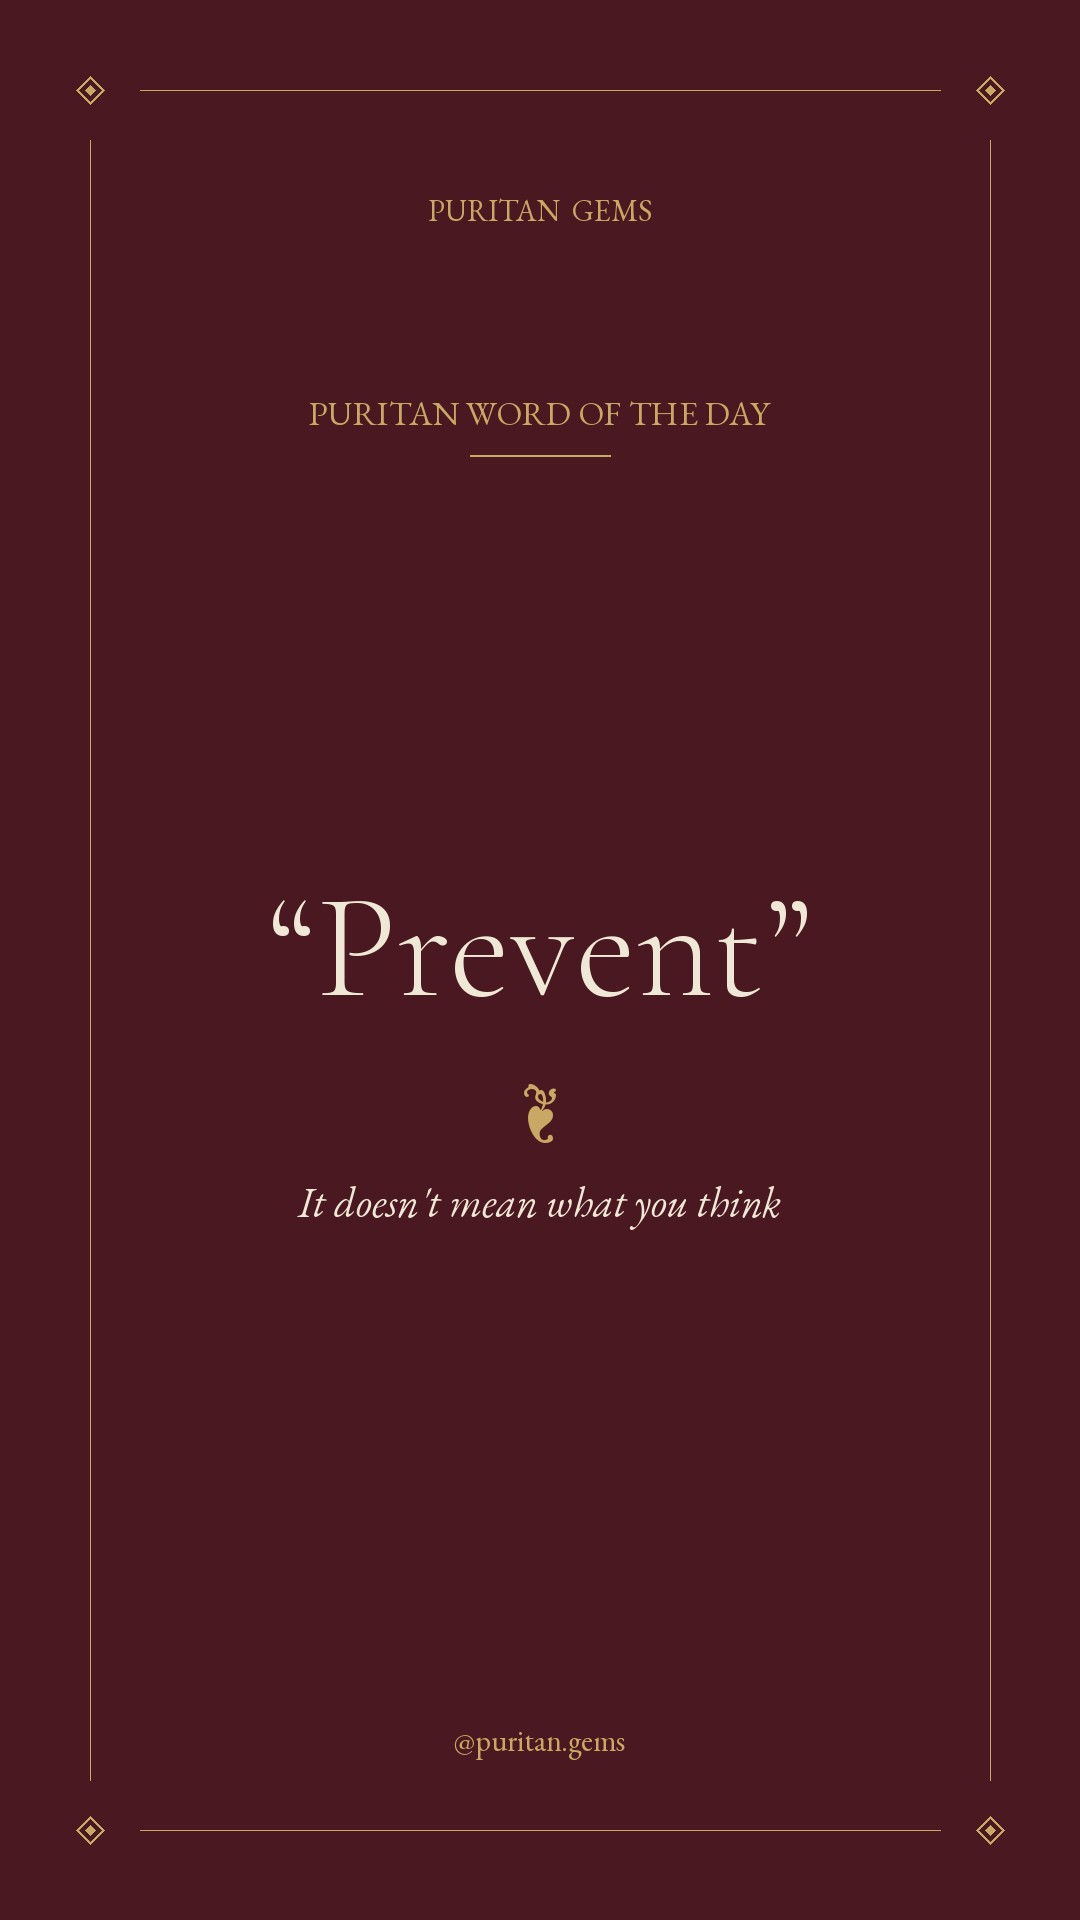 PURITAN GEMS
PURITAN WORD OF THE DAY
“Prevent”
It doesn't mean what you think
@puritan.gems